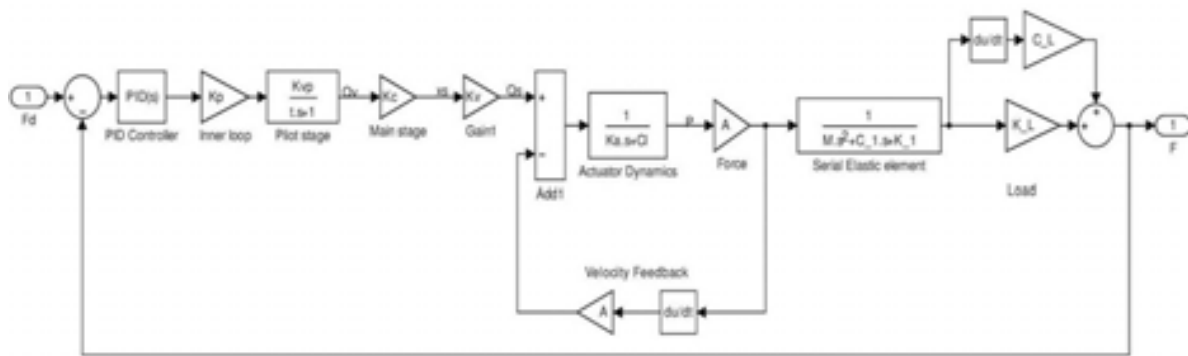 1
Fd
+
−
PID(s)
PID Controller
Kp
Inner loop
Kvp
t.s+1
Pilot stage
Qv
Kc
Main stage
xs
Kv
Gain1
Qs
+
−
Add1
1
Ka.s+Cl
Actuator Dynamics
P
A
Force
1
M.s²+C_1.s+K_1
Serial Elastic element
du/dt
C_L
K_L
Load
+
+
1
F
Velocity Feedback
A
du/dt